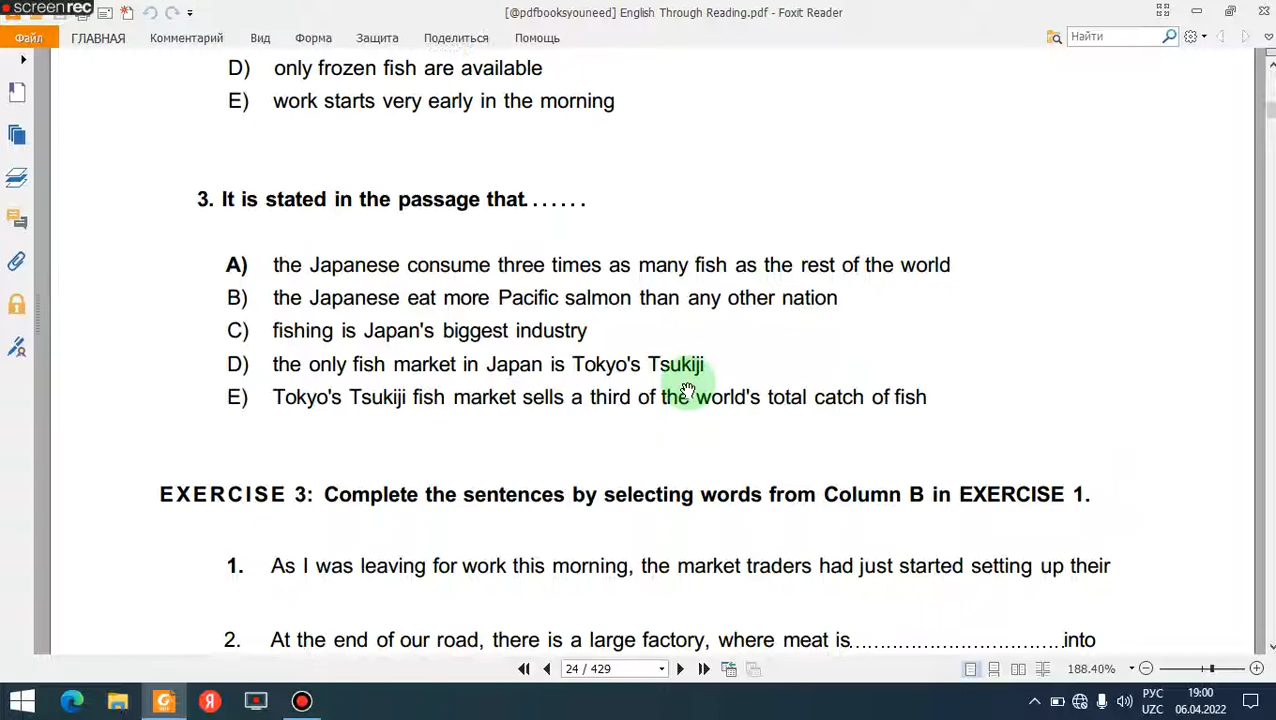 screenrec
[@pdfbooksyouneed] English Through Reading.pdf - Foxit Reader
Файл ГЛАВНАЯ Комментарий Вид Форма Защита Поделиться Помощь Найти
D) only frozen fish are available
E) work starts very early in the morning
3. It is stated in the passage that......
A) the Japanese consume three times as many fish as the rest of the world
B) the Japanese eat more Pacific salmon than any other nation
C) fishing is Japan's biggest industry
D) the only fish market in Japan is Tokyo's Tsukiji
E) Tokyo's Tsukiji fish market sells a third of the world's total catch of fish
EXERCISE 3: Complete the sentences by selecting words from Column B in EXERCISE 1.
1. As I was leaving for work this morning, the market traders had just started setting up their
2. At the end of our road, there is a large factory, where meat is................................into
24 / 429 188.40%
РУС 19:00
UZC 06.04.2022